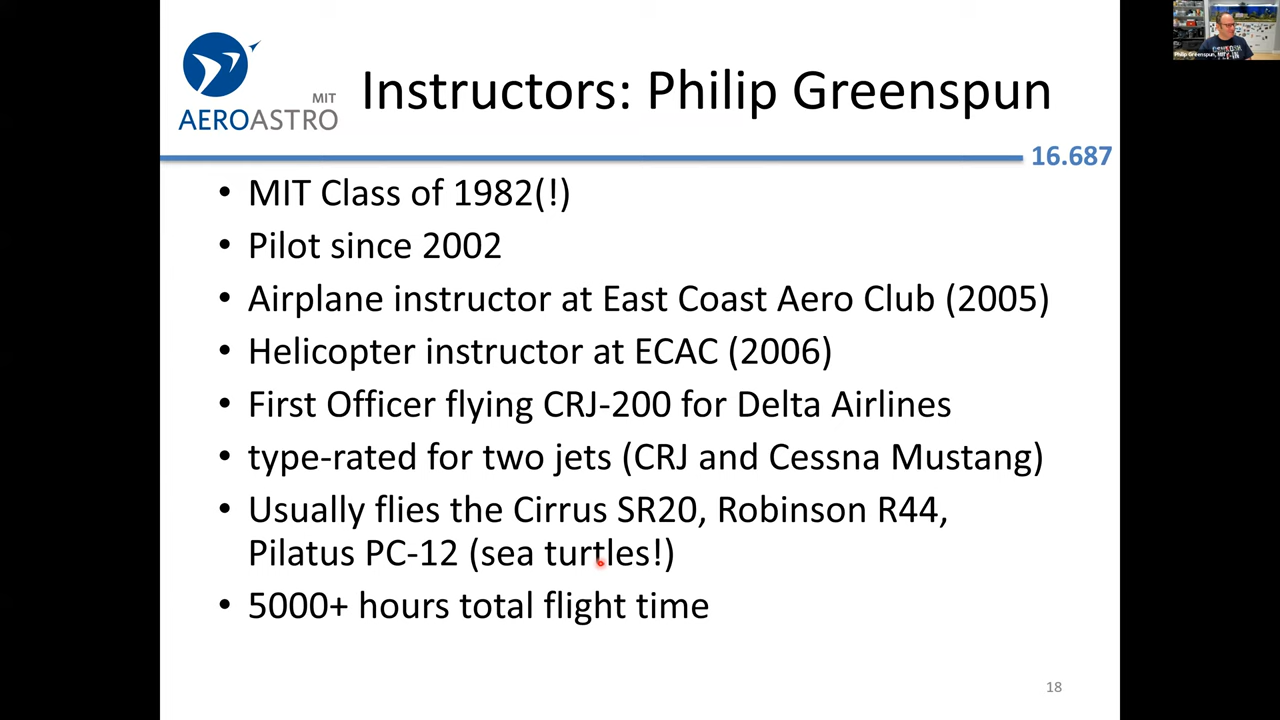 MIT
AEROASTRO
Instructors: Philip Greenspun
16.687
• MIT Class of 1982(!)
• Pilot since 2002
• Airplane instructor at East Coast Aero Club (2005)
• Helicopter instructor at ECAC (2006)
• First Officer flying CRJ-200 for Delta Airlines
• type-rated for two jets (CRJ and Cessna Mustang)
• Usually flies the Cirrus SR20, Robinson R44,
Pilatus PC-12 (sea turtles!)
• 5000+ hours total flight time
18
Philip Greenspun, MIT